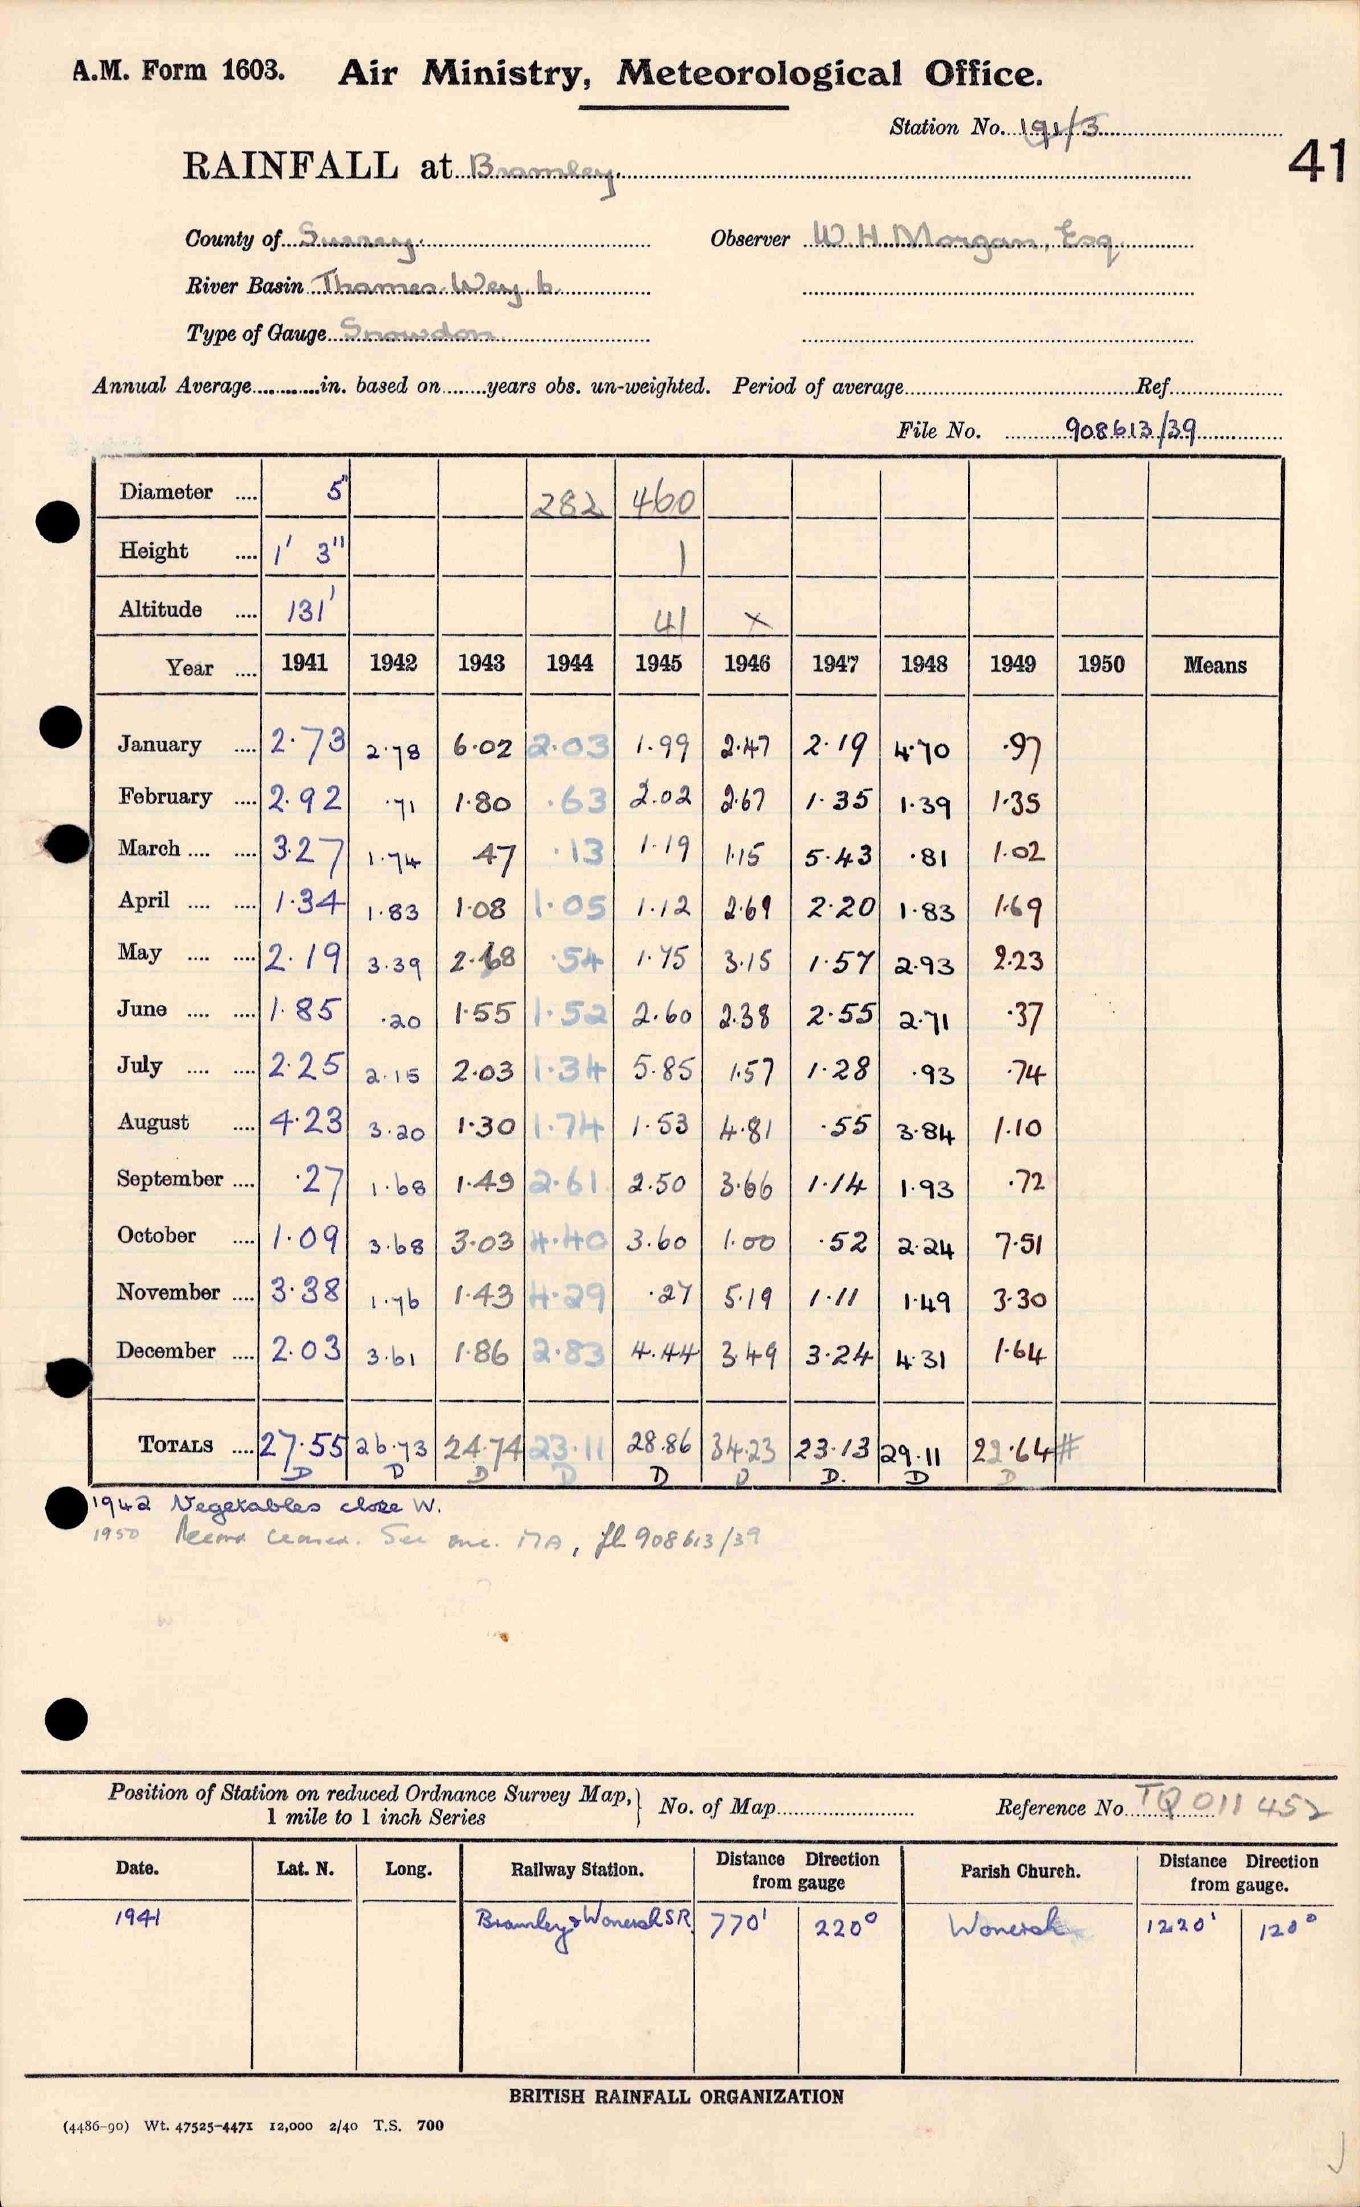 A.M. Form 1603. Air Ministry, Meteorological Office.
Station No. 191/3
41
RAINFALL at Bramley.
County of Surrey. Observer W.H. Morgan, Esq.
River Basin Thames. Wey. b.
Type of Gauge Snowdon
Annual Average in. based on years obs. un-weighted. Period of average Ref
File No. 908613/39
Diameter 5" 282 460
Height 1' 3" 1
Altitude 131' 41 x
Year 1941 1942 1943 1944 1945 1946 1947 1948 1949 1950 Means
January 2.73 2.78 6.02 2.03 1.99 2.47 2.19 4.70 .97
February 2.92 .71 1.80 .63 2.02 2.67 1.35 1.39 1.35
March 3.27 1.74 .47 .13 1.19 1.15 5.43 .81 1.02
April 1.34 1.83 1.08 1.05 1.12 2.69 2.20 1.83 1.69
May 2.19 3.39 2.68 .54 1.75 3.15 1.57 2.93 2.23
June 1.85 .20 1.55 1.52 2.60 2.38 2.55 2.71 .37
July 2.25 2.15 2.03 1.34 5.85 1.57 1.28 .93 .74
August 4.23 3.20 1.30 1.74 1.53 4.81 .55 3.84 1.10
September .27 1.68 1.49 2.61 2.50 3.66 1.14 1.93 .72
October 1.09 3.68 3.03 4.40 3.60 1.00 .52 2.24 7.51
November 3.38 1.76 1.43 4.29 .27 5.19 1.11 1.49 3.30
December 2.03 3.61 1.86 2.83 4.44 3.49 3.24 4.31 1.64
TOTALS 27.55 26.73 24.74 23.11 28.86 34.23 23.13 29.11 22.64 #
D D D D D D D. D D
1942 Vegetables close W.
1950 Record ceased. See enc. 17A, fl 908613/39
Position of Station on reduced Ordnance Survey Map, 1 mile to 1 inch Series } No. of Map Reference No. TQ 011 452
Date. Lat. N. Long. Railway Station. Distance Direction from gauge Parish Church. Distance Direction from gauge.
1941 Bramley & Wonersh S.R. 770' 220° Wonersh 1220' 120°
BRITISH RAINFALL ORGANIZATION
(4486-90) Wt. 47525-4471 12,000 2/40 T.S. 700